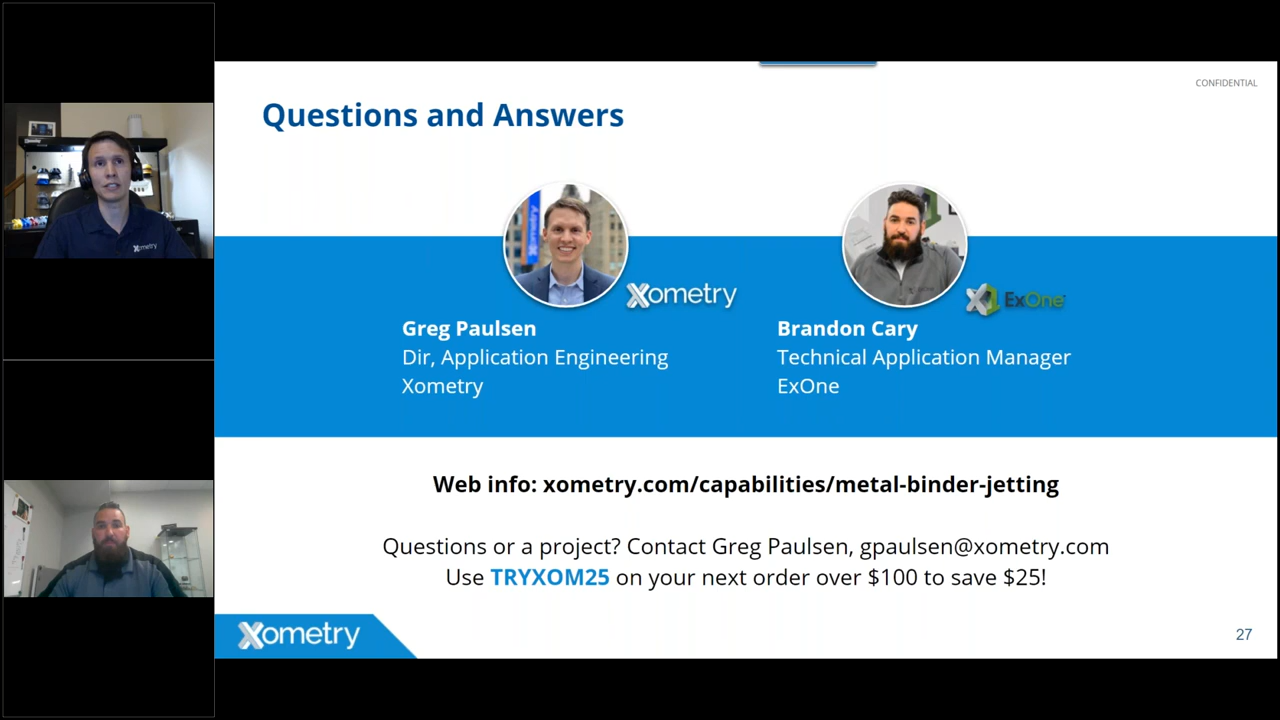 CONFIDENTIAL
Questions and Answers
Xometry
ExOne
Greg Paulsen
Dir, Application Engineering
Xometry
Brandon Cary
Technical Application Manager
ExOne
Web info: xometry.com/capabilities/metal-binder-jetting
Questions or a project? Contact Greg Paulsen, gpaulsen@xometry.com
Use TRYXOM25 on your next order over $100 to save $25!
Xometry
27
Xometry